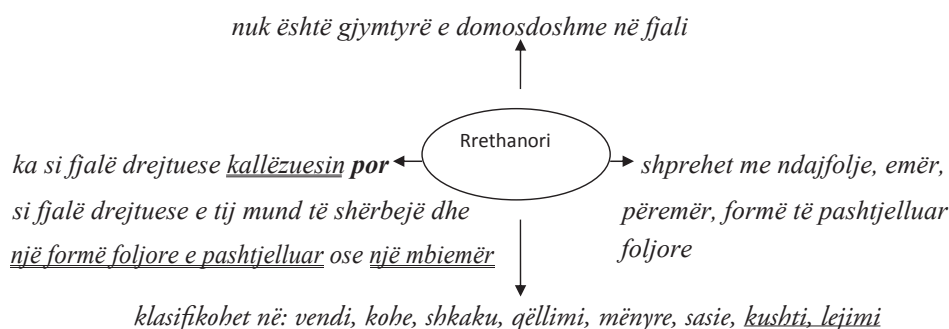 nuk është gjymtyrë e domosdoshme në fjali
Rrethanori
ka si fjalë drejtuese kallëzuesin por
si fjalë drejtuese e tij mund të shërbejë dhe
një formë foljore e pashtjelluar ose një mbiemër
shprehet me ndajfolje, emër,
përemër, formë të pashtjelluar
foljore
klasifikohet në: vendi, kohe, shkaku, qëllimi, mënyre, sasie, kushti, lejimi